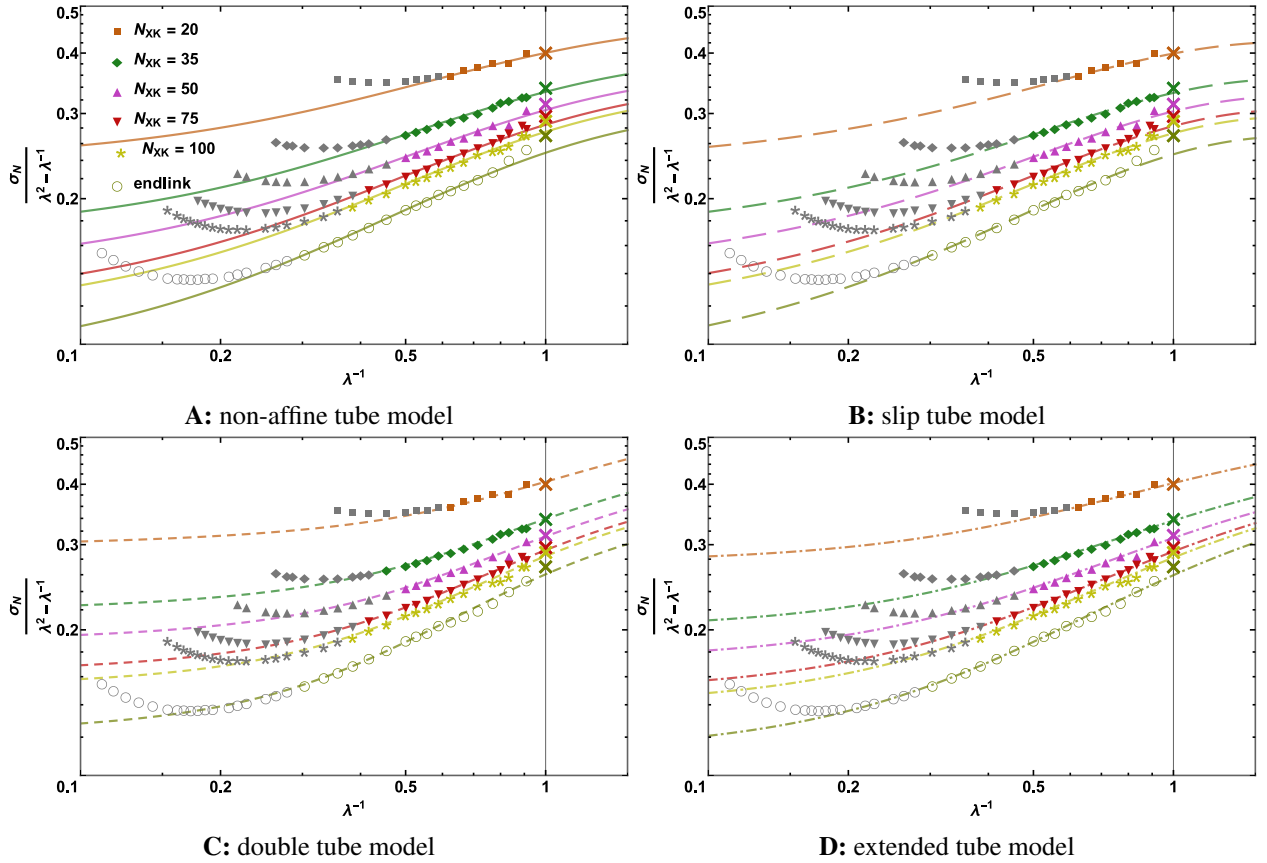 0.5
0.4
0.3
0.2
0.1
σ_N
λ² − λ⁻¹
N_XK = 20
N_XK = 35
N_XK = 50
N_XK = 75
N_XK = 100
endlink
0.2 0.5 1
λ⁻¹
A: non-affine tube model
0.5
0.4
0.3
0.2
0.1
σ_N
λ² − λ⁻¹
0.2 0.5 1
λ⁻¹
B: slip tube model
0.5
0.4
0.3
0.2
0.1
σ_N
λ² − λ⁻¹
0.2 0.5 1
λ⁻¹
C: double tube model
0.5
0.4
0.3
0.2
0.1
σ_N
λ² − λ⁻¹
0.2 0.5 1
λ⁻¹
D: extended tube model